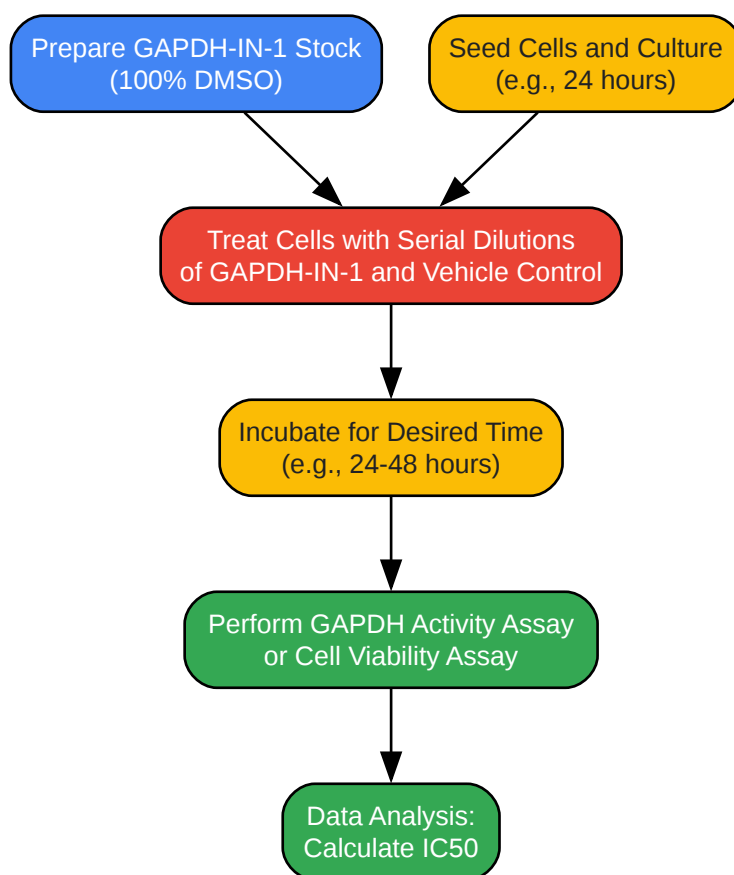 Prepare GAPDH-IN-1 Stock
(100% DMSO)
Seed Cells and Culture
(e.g., 24 hours)
Treat Cells with Serial Dilutions
of GAPDH-IN-1 and Vehicle Control
Incubate for Desired Time
(e.g., 24-48 hours)
Perform GAPDH Activity Assay
or Cell Viability Assay
Data Analysis:
Calculate IC50